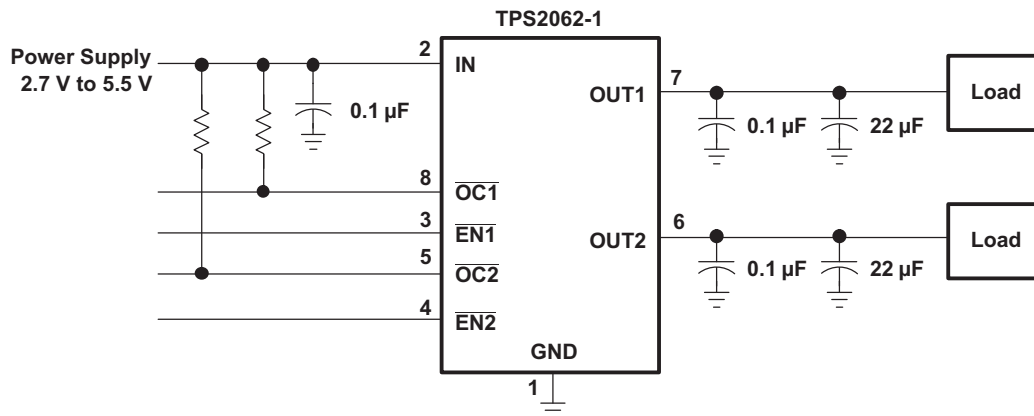 TPS2062-1
Power Supply
2.7 V to 5.5 V
2
IN
0.1 µF
7
OUT1
0.1 µF
22 µF
Load
8
OC1
3
EN1
5
OC2
4
EN2
6
OUT2
0.1 µF
22 µF
Load
GND
1